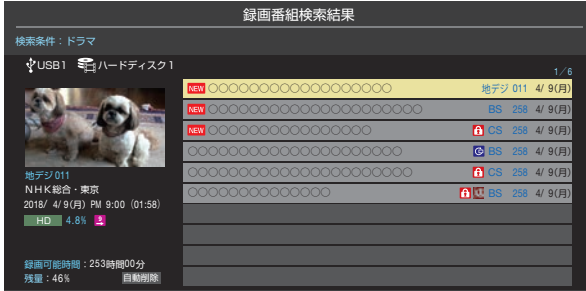 録画番組検索結果
検索条件：ドラマ
USB1 ハードディスク1
1／6
NEW ○○○○○○○○○○○○○○○○○○ 地デジ 011 4/ 9(月)
NEW ○○○○○○○○○○○○○○○○○○○○○ BS 258 4/ 9(月)
NEW ○○○○○○○○○○○○○○○○ CS 258 4/ 9(月)
○○○○○○○○○○○○○○○○○○○○○ BS 258 4/ 9(月)
○○○○○○○○○○○○○○○○○○○○○○ CS 258 4/ 9(月)
○○○○○○○○○○○○○○ BS 258 4/ 9(月)
地デジ 011
NHK総合・東京
2018/ 4/ 9(月) PM 9:00 (01:58)
HD 4.8%
録画可能時間：253時間00分
残量：46% 自動削除